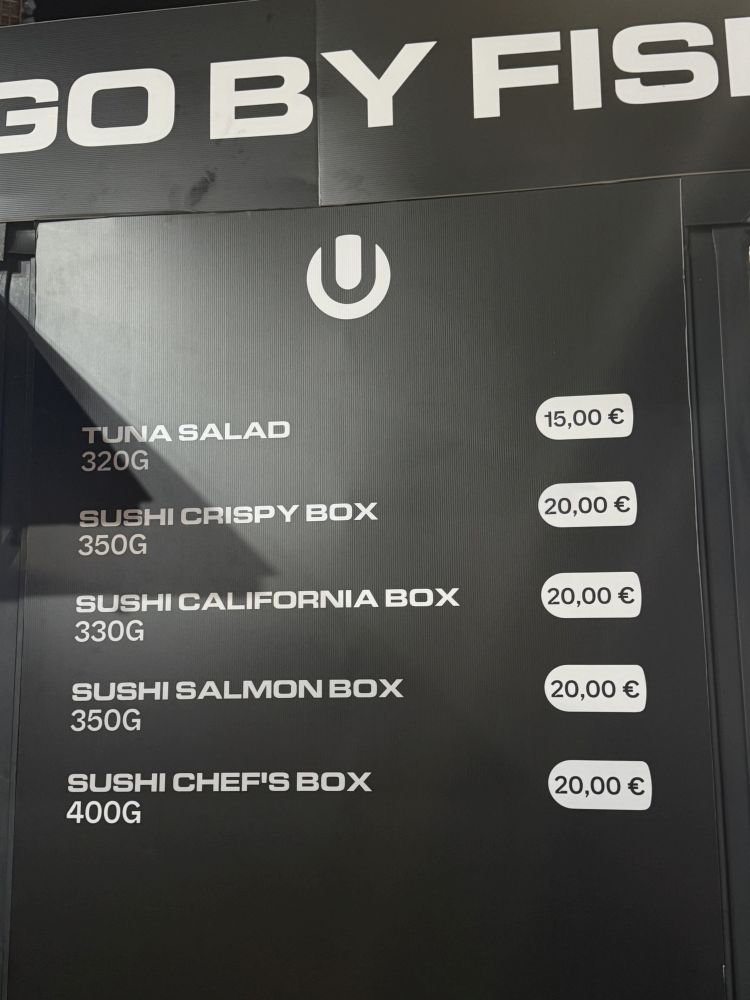 GO BY FISH
TUNA SALAD
15,00 €
320G
SUSHI CRISPY BOX
20,00 €
350G
SUSHI CALIFORNIA BOX
20,00 €
330G
SUSHI SALMON BOX
20,00 €
350G
SUSHI CHEF'S BOX
20,00 €
400G